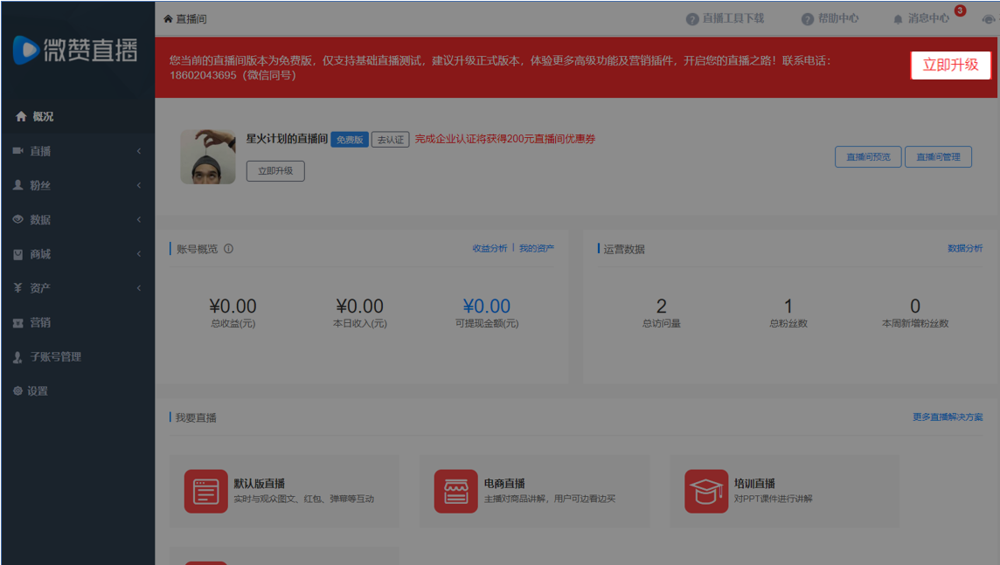 微赞直播
直播间
直播工具下载
帮助中心
消息中心
3
您当前的直播间版本为免费版，仅支持基础直播测试，建议升级正式版本，体验更多高级功能及营销插件，开启您的直播之路！联系电话：
18602043695（微信同号）
立即升级
概况
直播
粉丝
数据
商城
资产
营销
子账号管理
设置
星火计划的直播间 免费版 去认证 完成企业认证将获得200元直播间优惠券
立即升级
直播间预览
直播间管理
账号概览
收益分析 | 我的资产
¥0.00
总收益(元)
¥0.00
本日收入(元)
¥0.00
可提现金额(元)
运营数据
数据分析
2
总访问量
1
总粉丝数
0
本周新增粉丝数
我要直播
更多直播解决方案
默认版直播
实时与观众图文、红包、弹幕等互动
电商直播
主播对商品讲解，用户可边看边买
培训直播
对PPT课件进行讲解